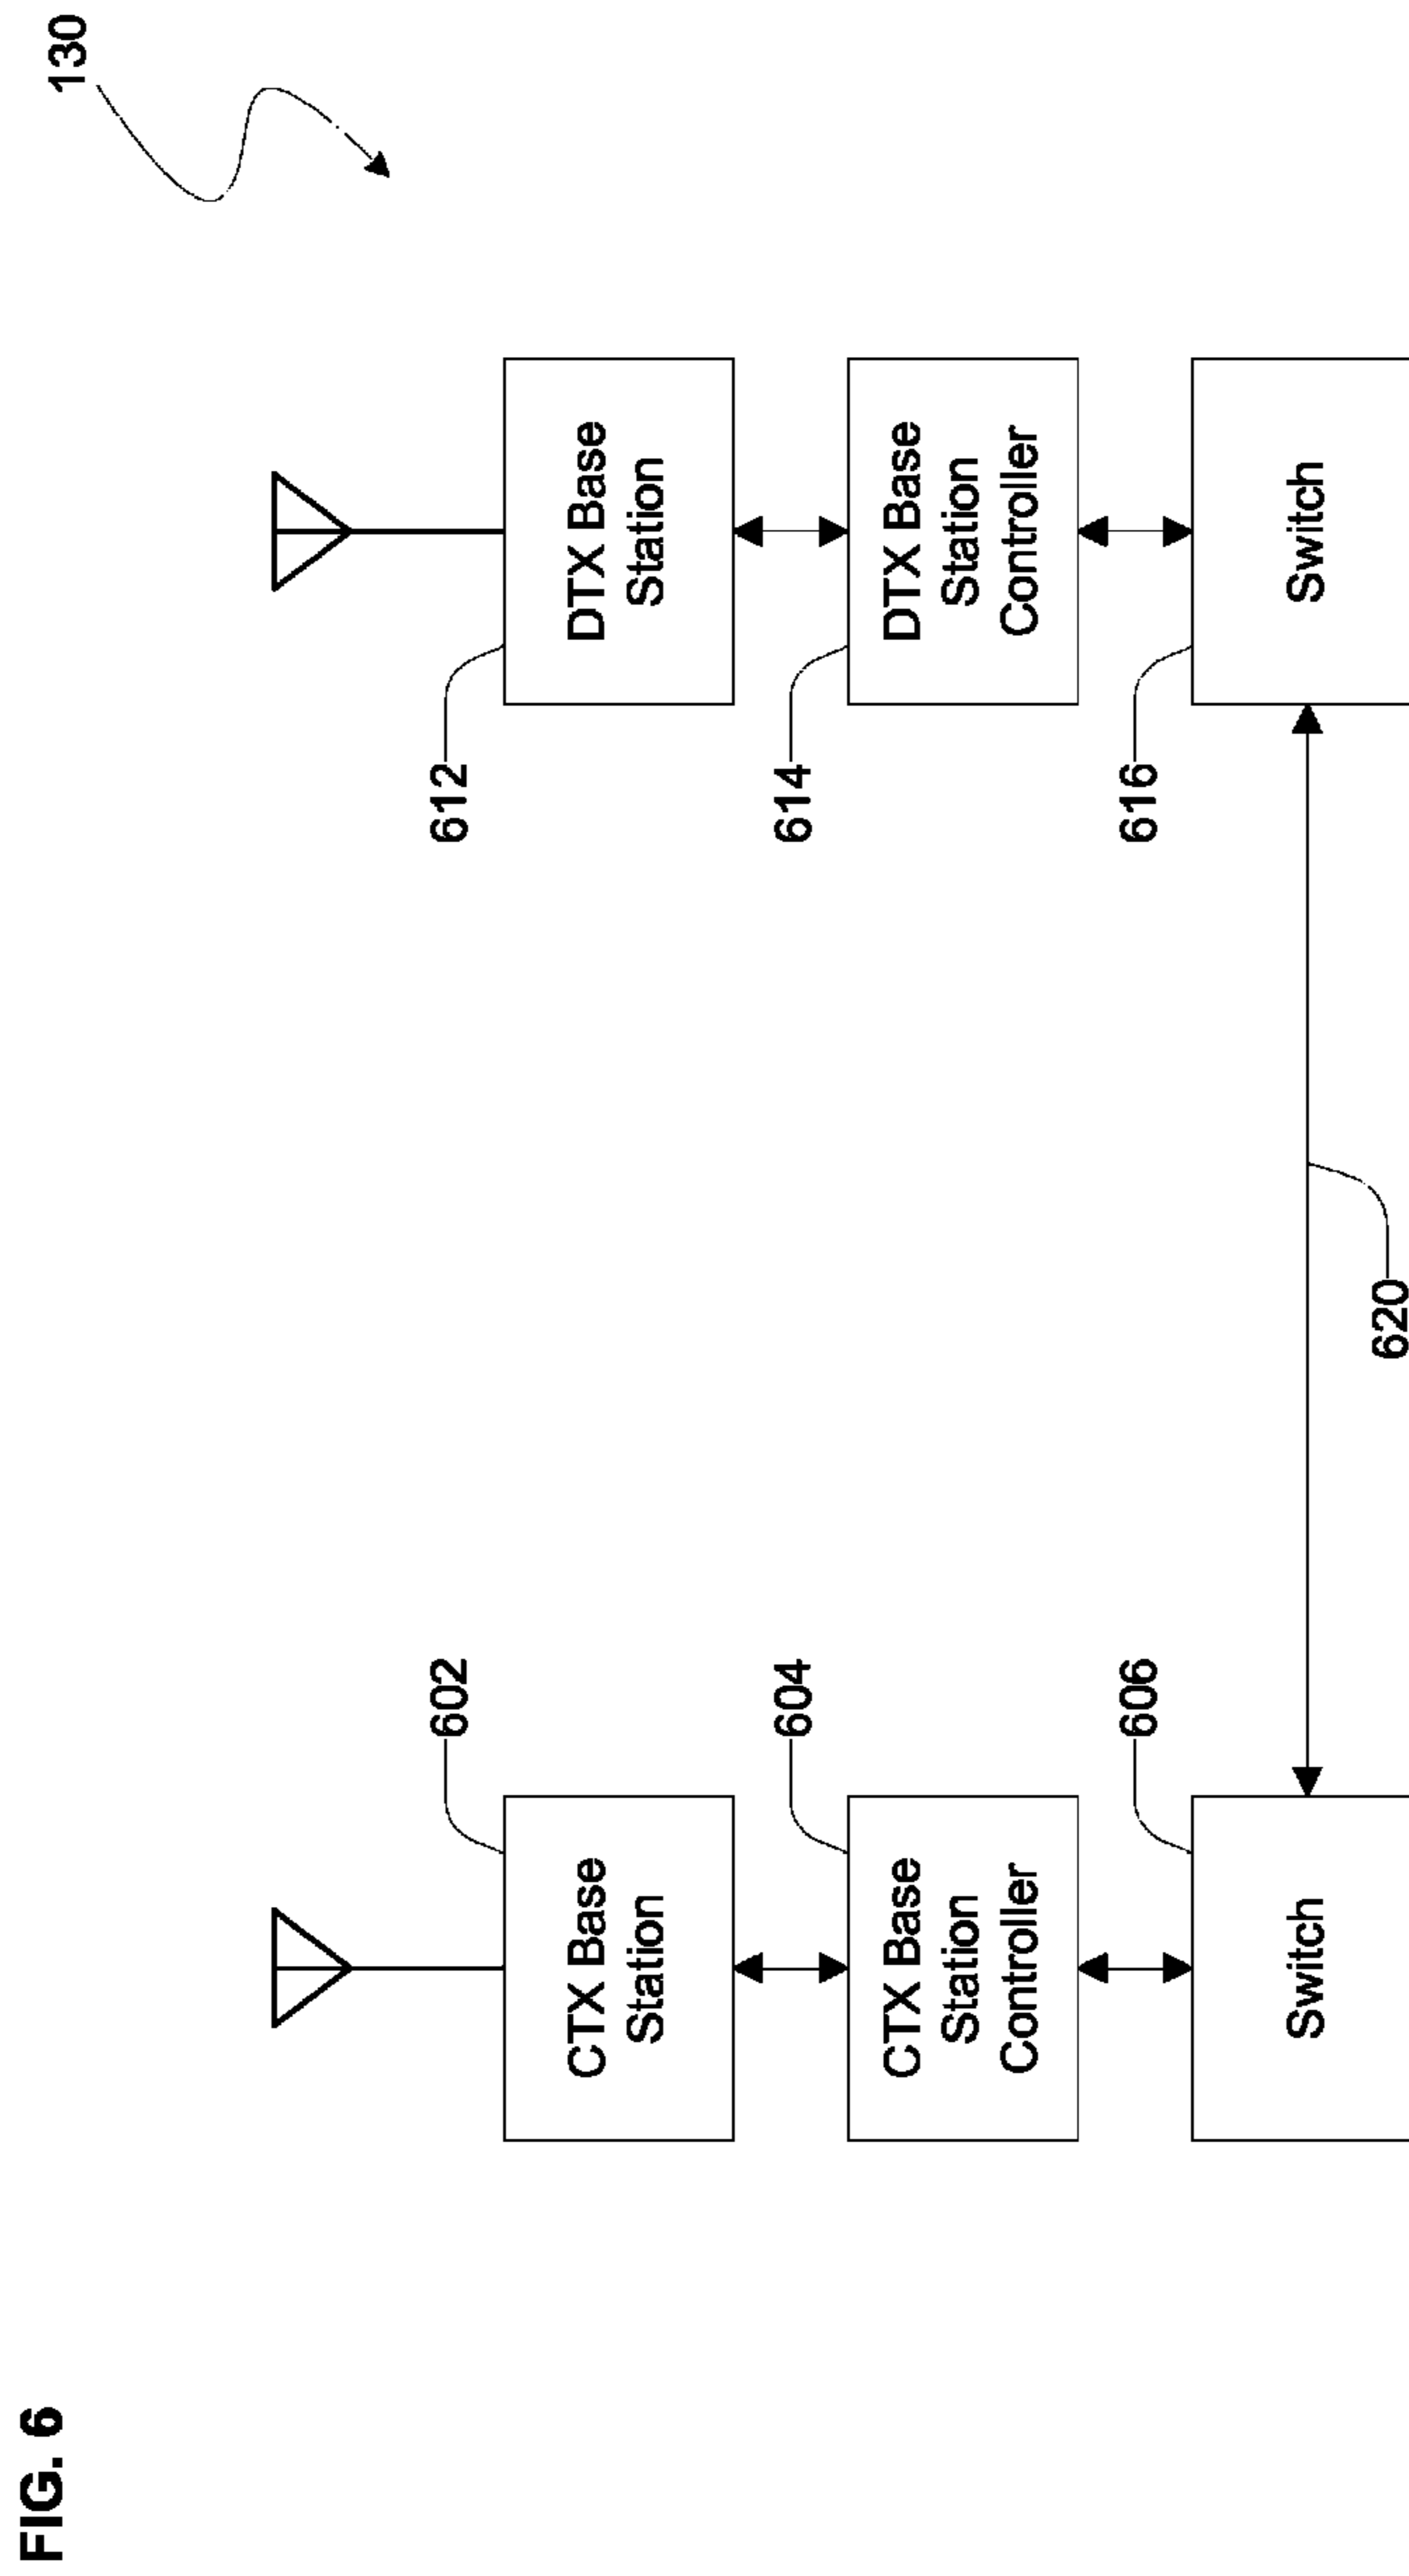 FIG. 6
130
602
CTX Base
Station
604
CTX Base
Station
Controller
606
Switch
612
DTX Base
Station
614
DTX Base
Station
Controller
616
Switch
620